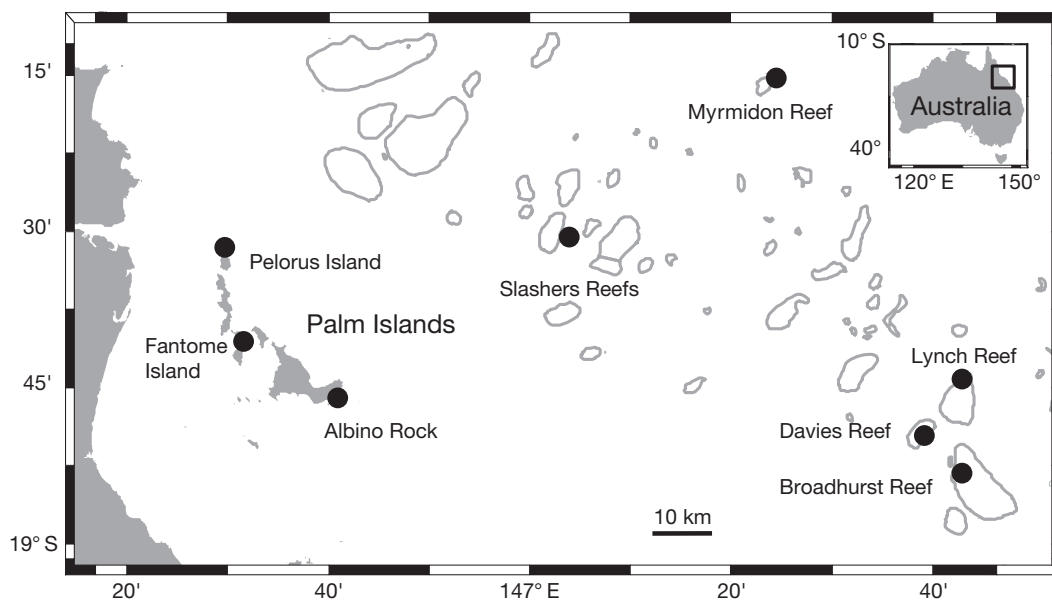 10° S
15'
Myrmidon Reef
Australia
40°
120° E
150°
30'
Pelorus Island
Slashers Reefs
Palm Islands
Fantome
Island
Lynch Reef
45'
Albino Rock
Davies Reef
Broadhurst Reef
10 km
19° S
20'
40'
147° E
20'
40'